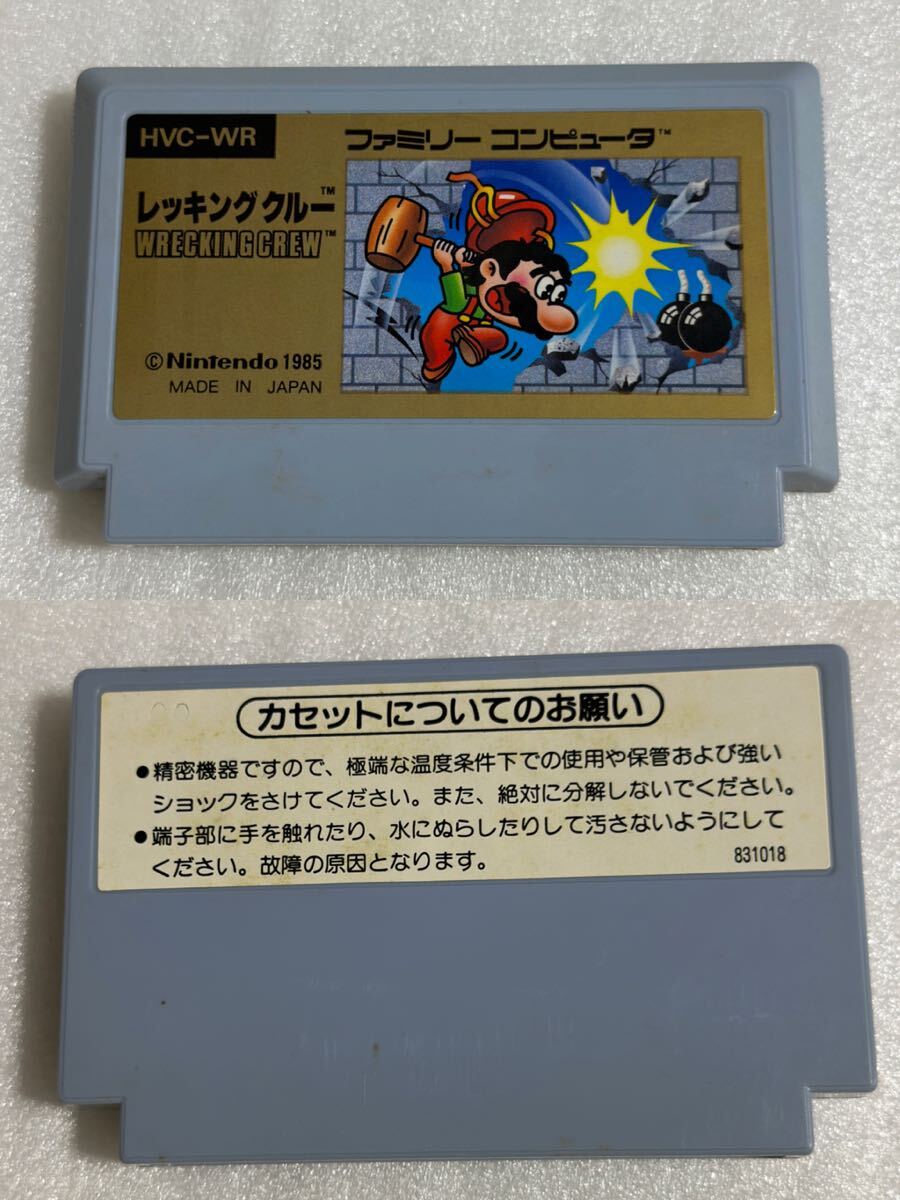 HVC-WR
ファミリー コンピュータ™
レッキングクルー™
WRECKING CREW™
©Nintendo 1985
MADE IN JAPAN
カセットについてのお願い
●精密機器ですので、極端な温度条件下での使用や保管および強い
ショックをさけてください。また、絶対に分解しないでください。
●端子部に手を触れたり、水にぬらしたりして汚さないようにして
ください。故障の原因となります。
831018